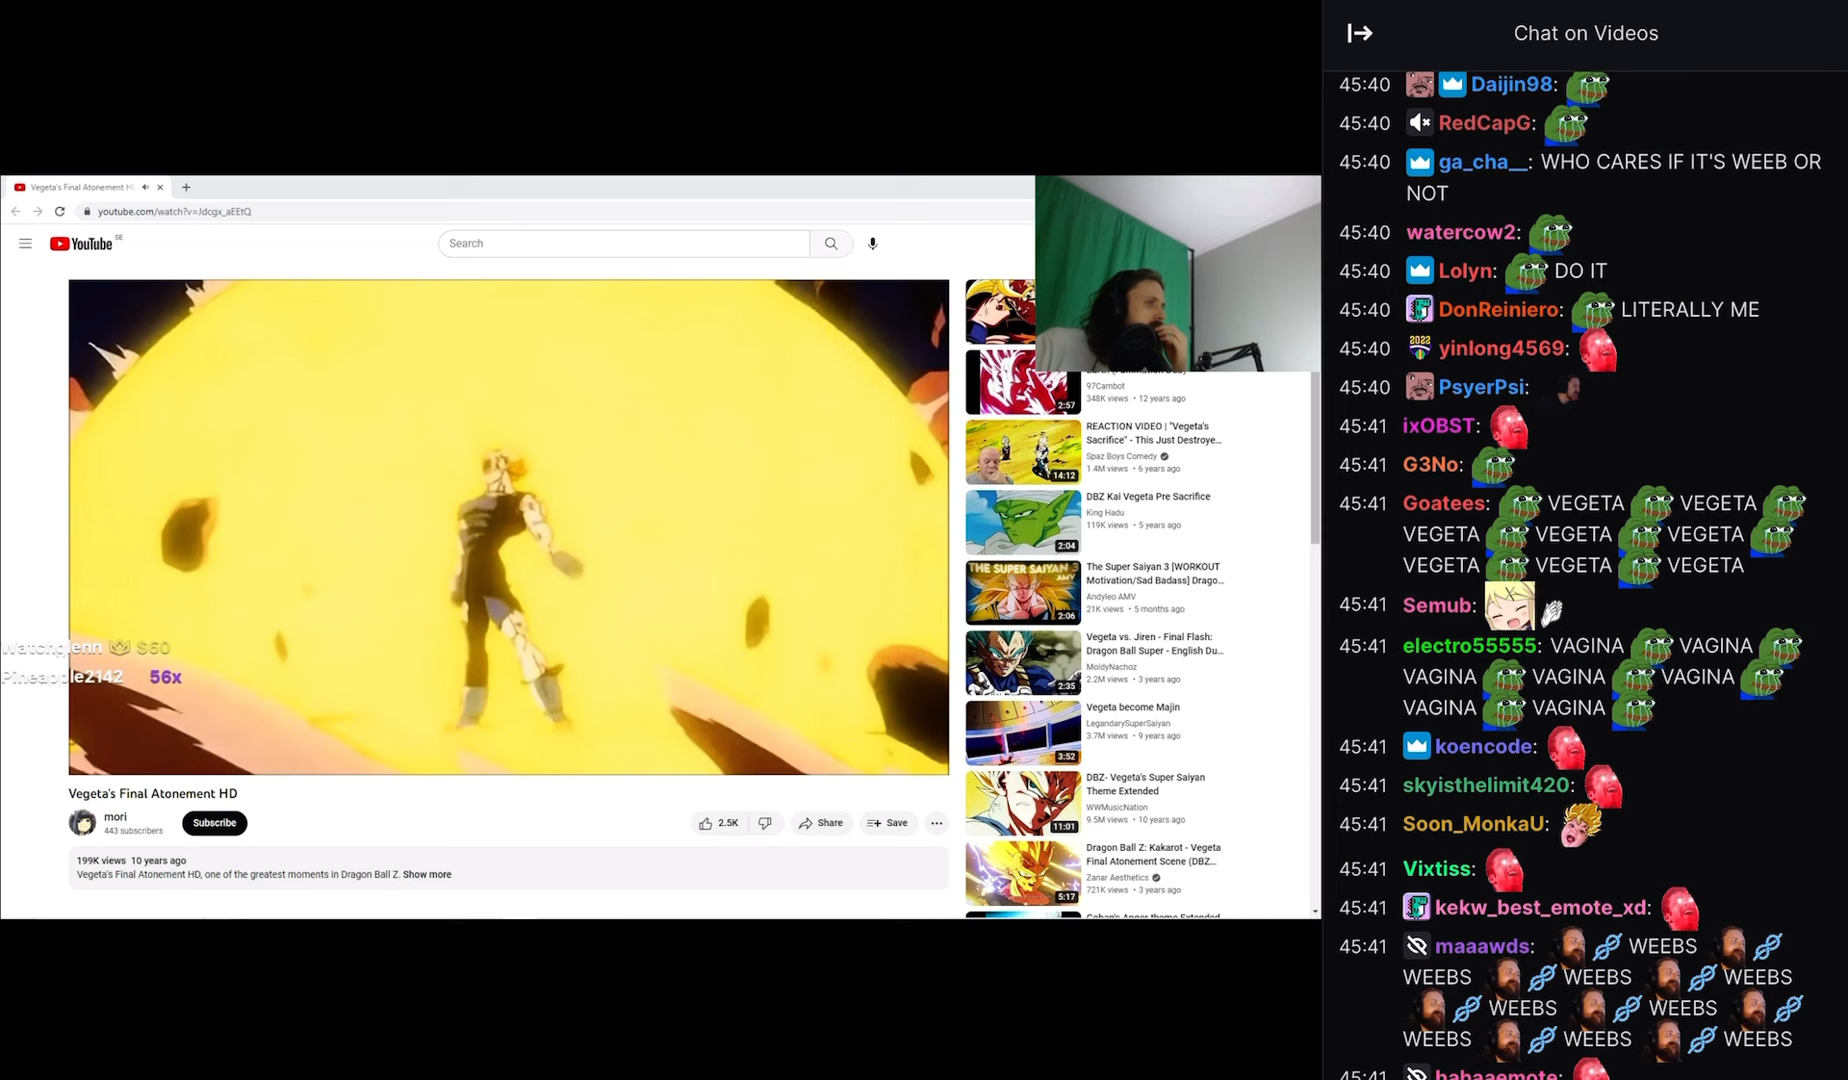 Vegeta's Final Atonement H
youtube.com/watch?v=Jdcgx_aEEtQ
YouTube SE
Search
Watchglenn $60
Pineapple2142 56x
Vegeta's Final Atonement HD
mori
443 subscribers
Subscribe
2.5K
Share
Save
199K views 10 years ago
Vegeta's Final Atonement HD, one of the greatest moments in Dragon Ball Z. Show more
97Cambot
348K views • 12 years ago
2:57
REACTION VIDEO | "Vegeta's
Sacrifice" - This Just Destroye...
Spaz Boys Comedy
1.4M views • 6 years ago
14:12
DBZ Kai Vegeta Pre Sacrifice
King Hadu
119K views • 5 years ago
2:04
THE SUPER SAIYAN 3
AMV
The Super Saiyan 3 [WORKOUT
Motivation/Sad Badass] Drago...
Andyleo AMV
21K views • 5 months ago
2:06
Vegeta vs. Jiren - Final Flash:
Dragon Ball Super - English Du...
MoldyNachoz
2.2M views • 3 years ago
2:35
Vegeta become Majin
LegendarySuperSaiyan
3.7M views • 9 years ago
3:52
DBZ- Vegeta's Super Saiyan
Theme Extended
WWMusicNation
9.5M views • 10 years ago
11:01
Dragon Ball Z: Kakarot - Vegeta
Final Atonement Scene (DBZ...
Zanar Aesthetics
721K views • 3 years ago
5:17
Gohan's Anger theme Extended
Chat on Videos
45:40 Daijin98:
45:40 RedCapG:
45:40 ga_cha__: WHO CARES IF IT'S WEEB OR
NOT
45:40 watercow2:
45:40 Lolyn: DO IT
45:40 DonReiniero: LITERALLY ME
45:40 2022 yinlong4569:
45:40 PsyerPsi:
45:41 ixOBST:
45:41 G3No:
45:41 Goatees: VEGETA VEGETA
VEGETA VEGETA VEGETA
VEGETA VEGETA VEGETA
45:41 Semub:
45:41 electro55555: VAGINA VAGINA
VAGINA VAGINA VAGINA
VAGINA VAGINA
45:41 koencode:
45:41 skyisthelimit420:
45:41 Soon_MonkaU:
45:41 Vixtiss:
45:41 kekw_best_emote_xd:
45:41 maaawds: WEEBS
WEEBS WEEBS WEEBS
WEEBS WEEBS
WEEBS WEEBS WEEBS
45:41 hahaaemote: